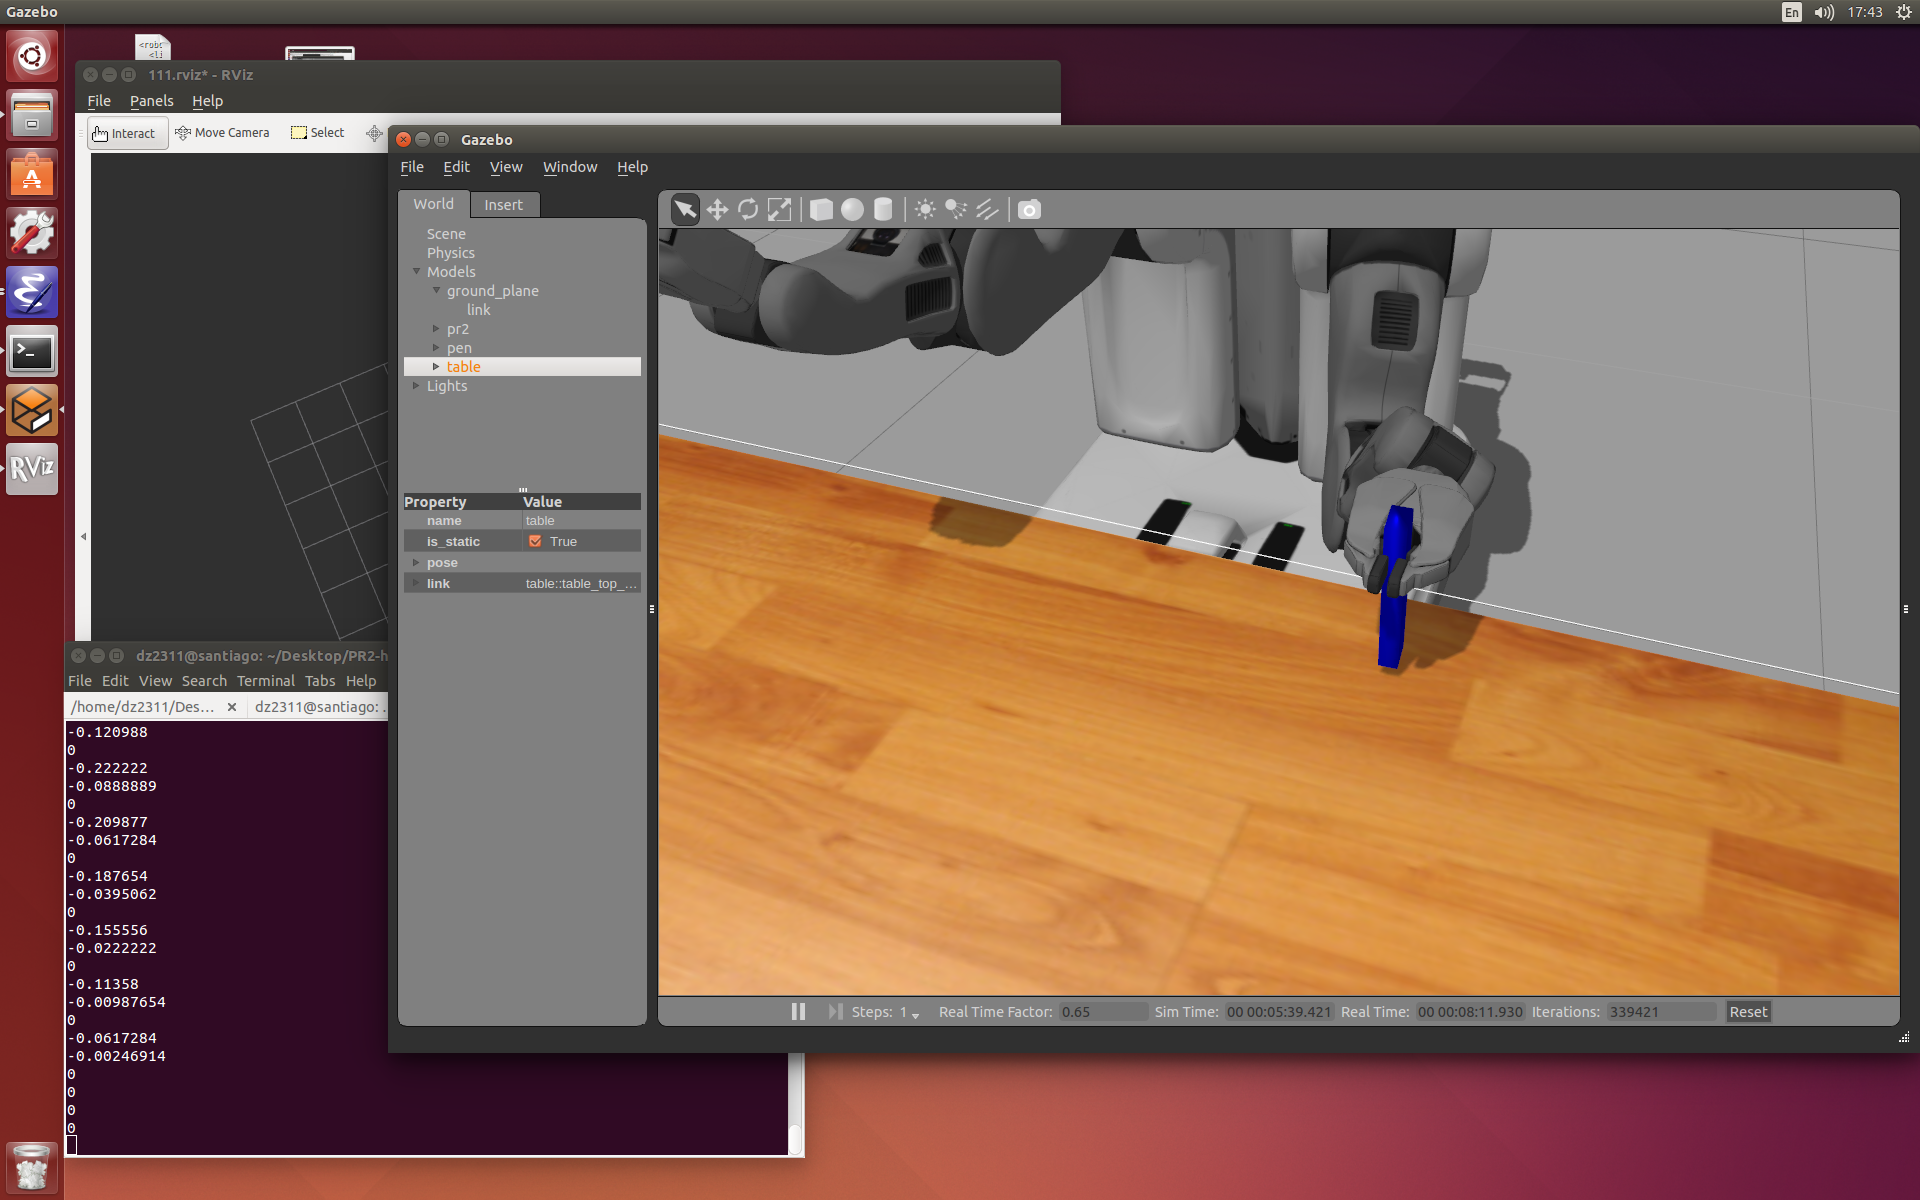 Gazebo
En
17:43
<rob
<li
111.rviz* - RViz
File Panels Help
Interact Move Camera Select
Gazebo
File Edit View Window Help
World Insert
Scene
Physics
Models
ground_plane
link
pr2
pen
table
Lights
Property Value
name table
is_static True
pose
link table::table_top_...
Steps: 1 Real Time Factor: 0.65 Sim Time: 00 00:05:39.421 Real Time: 00 00:08:11.930 Iterations: 339421 Reset
RViz
dz2311@santiago: ~/Desktop/PR2-h
File Edit View Search Terminal Tabs Help
/home/dz2311/Des... × dz2311@santiago: .
-0.120988
0
-0.222222
-0.0888889
0
-0.209877
-0.0617284
0
-0.187654
-0.0395062
0
-0.155556
-0.0222222
0
-0.11358
-0.00987654
0
-0.0617284
-0.00246914
0
0
0
0